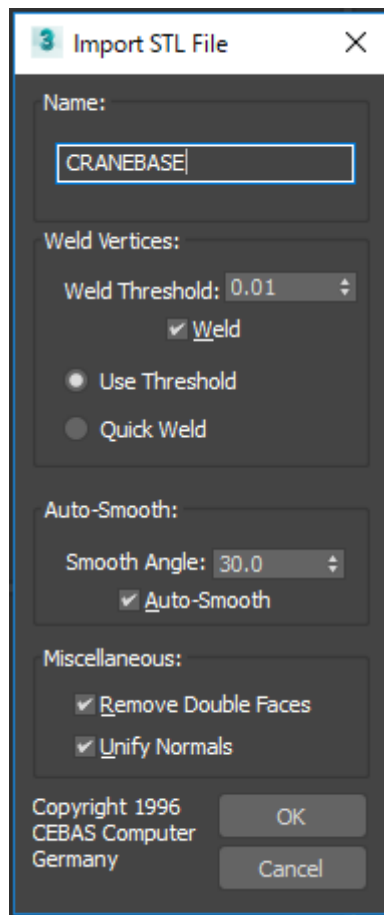 3 Import STL File
Name:
CRANEBASE
Weld Vertices:
Weld Threshold: 0.01
Weld
Use Threshold
Quick Weld
Auto-Smooth:
Smooth Angle: 30.0
Auto-Smooth
Miscellaneous:
Remove Double Faces
Unify Normals
Copyright 1996
CEBAS Computer
Germany
OK
Cancel